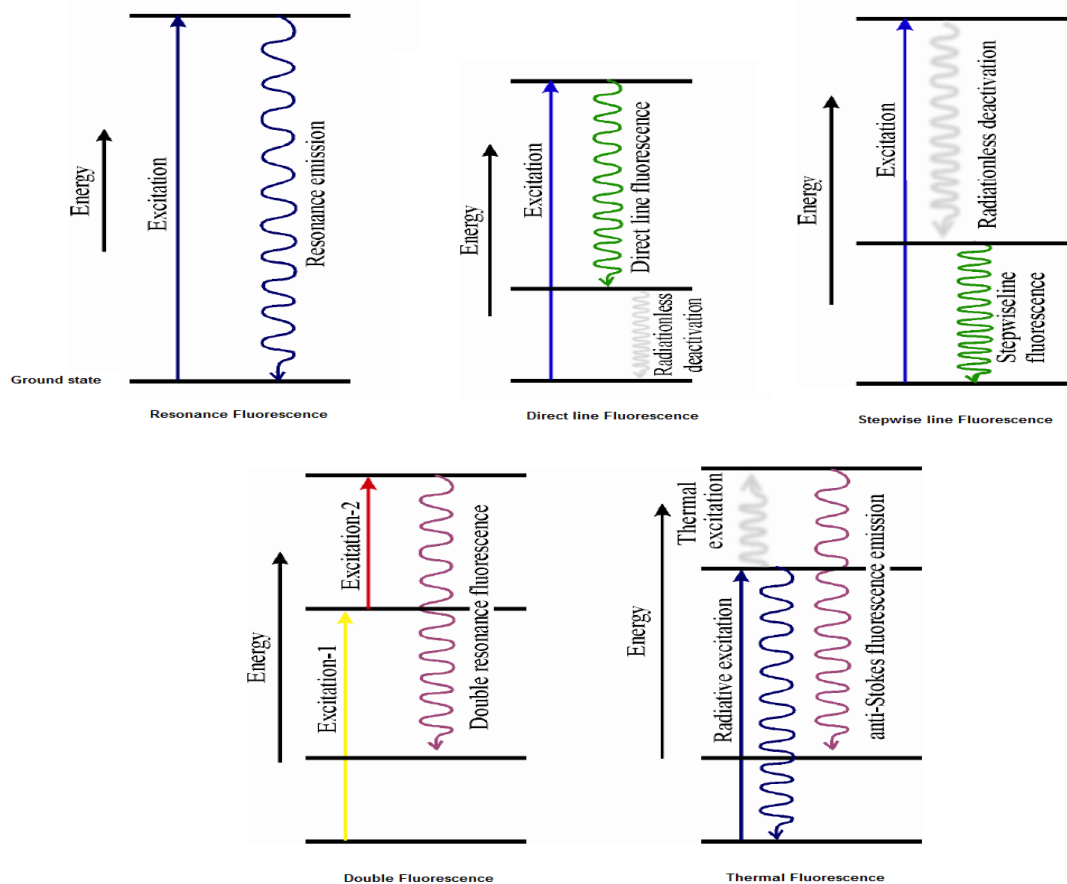 Energy
Excitation
Resonance emission
Ground state
Resonance Fluorescence
Energy
Excitation
Direct line fluorescence
Radiationless
deactivation
Direct line Fluorescence
Energy
Excitation
Radiationless deactivation
Stepwiseline
fluorescence
Stepwise line Fluorescence
Energy
Excitation-1
Excitation-2
Double resonance fluorescence
Double Fluorescence
Energy
Thermal
excitation
Radiative excitation
anti-Stokes fluorescence emission
Thermal Fluorescence